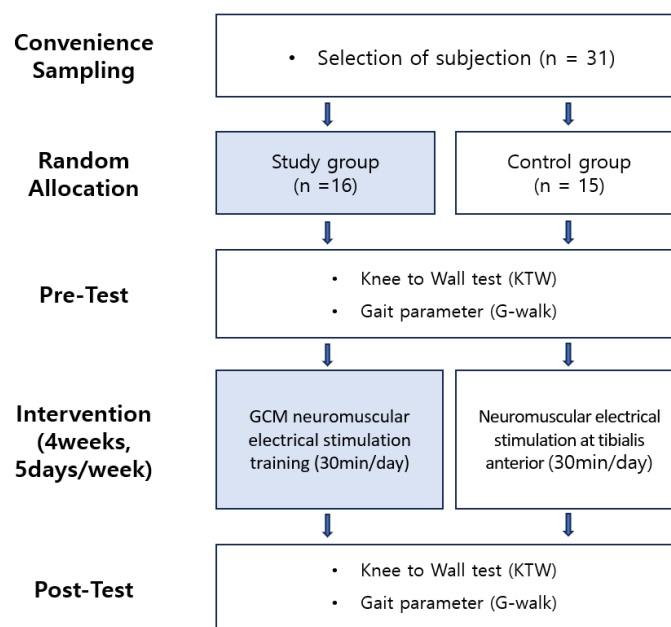 Convenience
Sampling
• Selection of subjection (n = 31)
Random
Allocation
Study group
(n =16)
Control group
(n = 15)
Pre-Test
• Knee to Wall test (KTW)
• Gait parameter (G-walk)
Intervention
(4weeks,
5days/week)
GCM neuromuscular
electrical stimulation
training (30min/day)
Neuromuscular electrical
stimulation at tibialis
anterior (30min/day)
Post-Test
• Knee to Wall test (KTW)
• Gait parameter (G-walk)